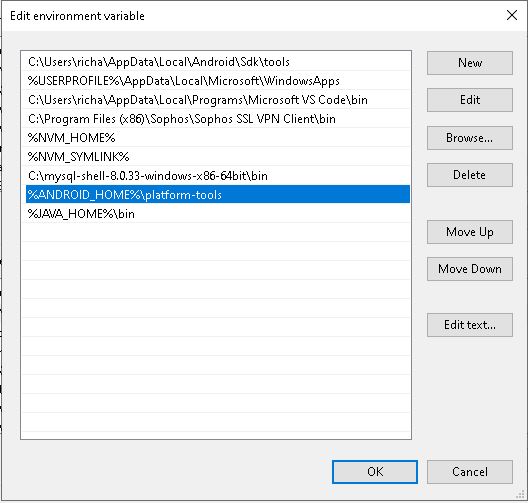 Edit environment variable
C:\Users\richa\AppData\Local\Android\Sdk\tools
%USERPROFILE%\AppData\Local\Microsoft\WindowsApps
C:\Users\richa\AppData\Local\Programs\Microsoft VS Code\bin
C:\Program Files (x86)\Sophos\Sophos SSL VPN Client\bin
%NVM_HOME%
%NVM_SYMLINK%
C:\mysql-shell-8.0.33-windows-x86-64bit\bin
%ANDROID_HOME%\platform-tools
%JAVA_HOME%\bin
New
Edit
Browse...
Delete
Move Up
Move Down
Edit text...
OK
Cancel